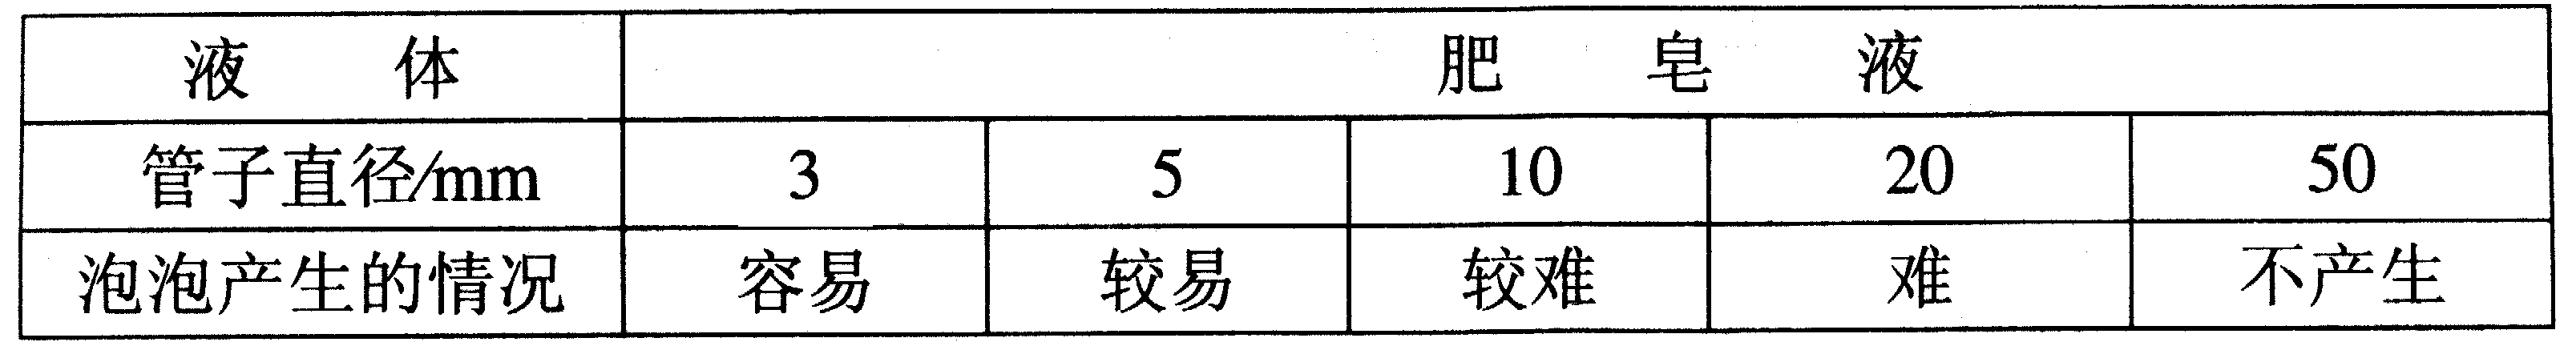 液 体 肥 皂 液
管子直径/mm 3 5 10 20 50
泡泡产生的情况 容易 较易 较难 难 不产生